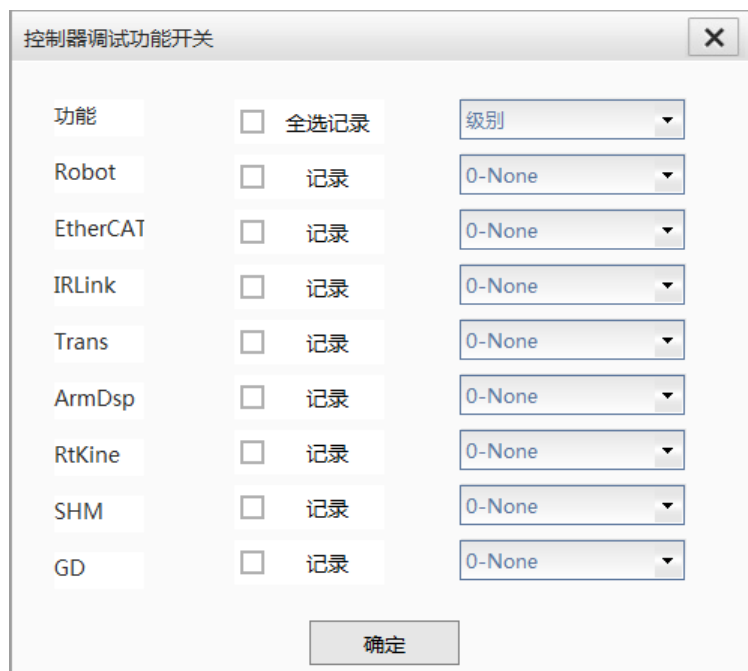 控制器调试功能开关
功能 全选记录 级别
Robot 记录 0-None
EtherCAT 记录 0-None
IRLink 记录 0-None
Trans 记录 0-None
ArmDsp 记录 0-None
RtKine 记录 0-None
SHM 记录 0-None
GD 记录 0-None
确定